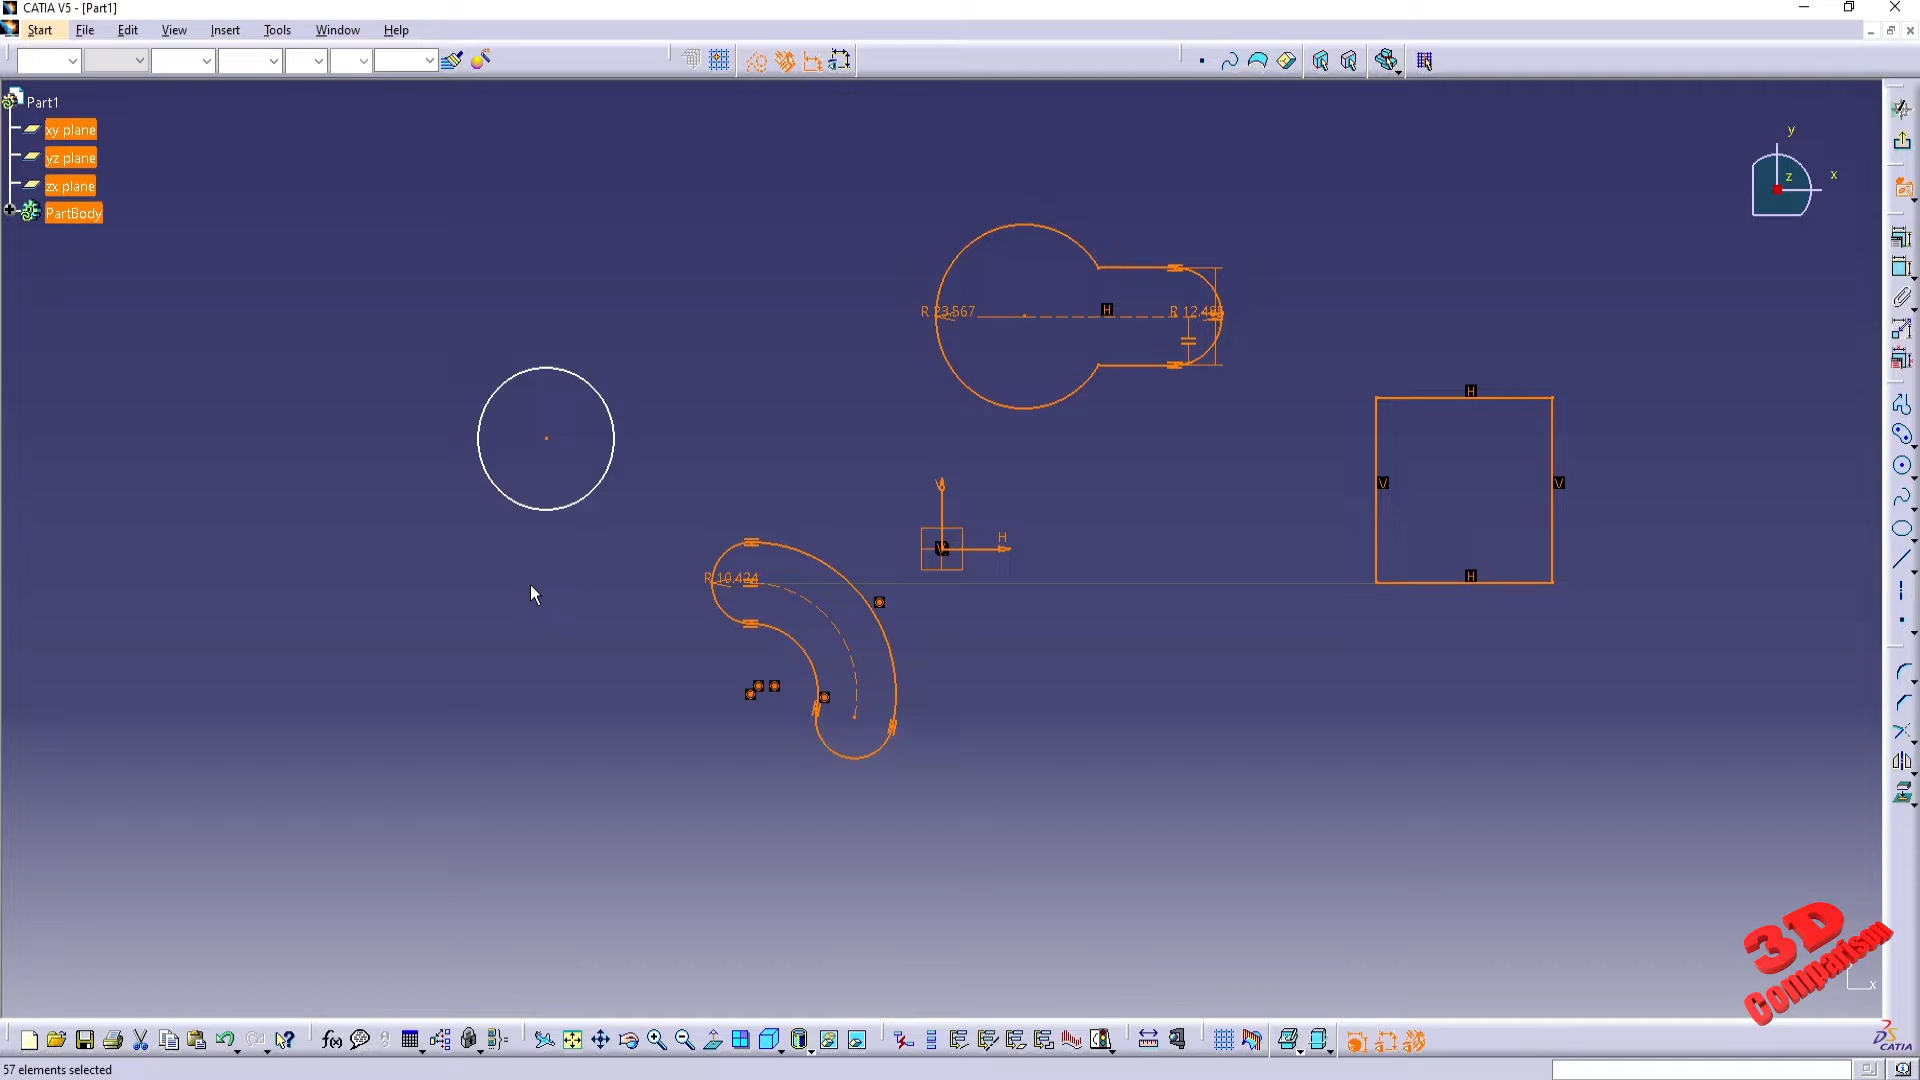 CATIA V5 - [Part1]
Start File Edit View Insert Tools Window Help
Part1
xy plane
yz plane
zx plane
PartBody
y
z
x
R 23.567
H
R 12.485
H
V
V
H
V
H
R 10.424
3D
Comparison
x
f(x)
DS
CATIA
57 elements selected